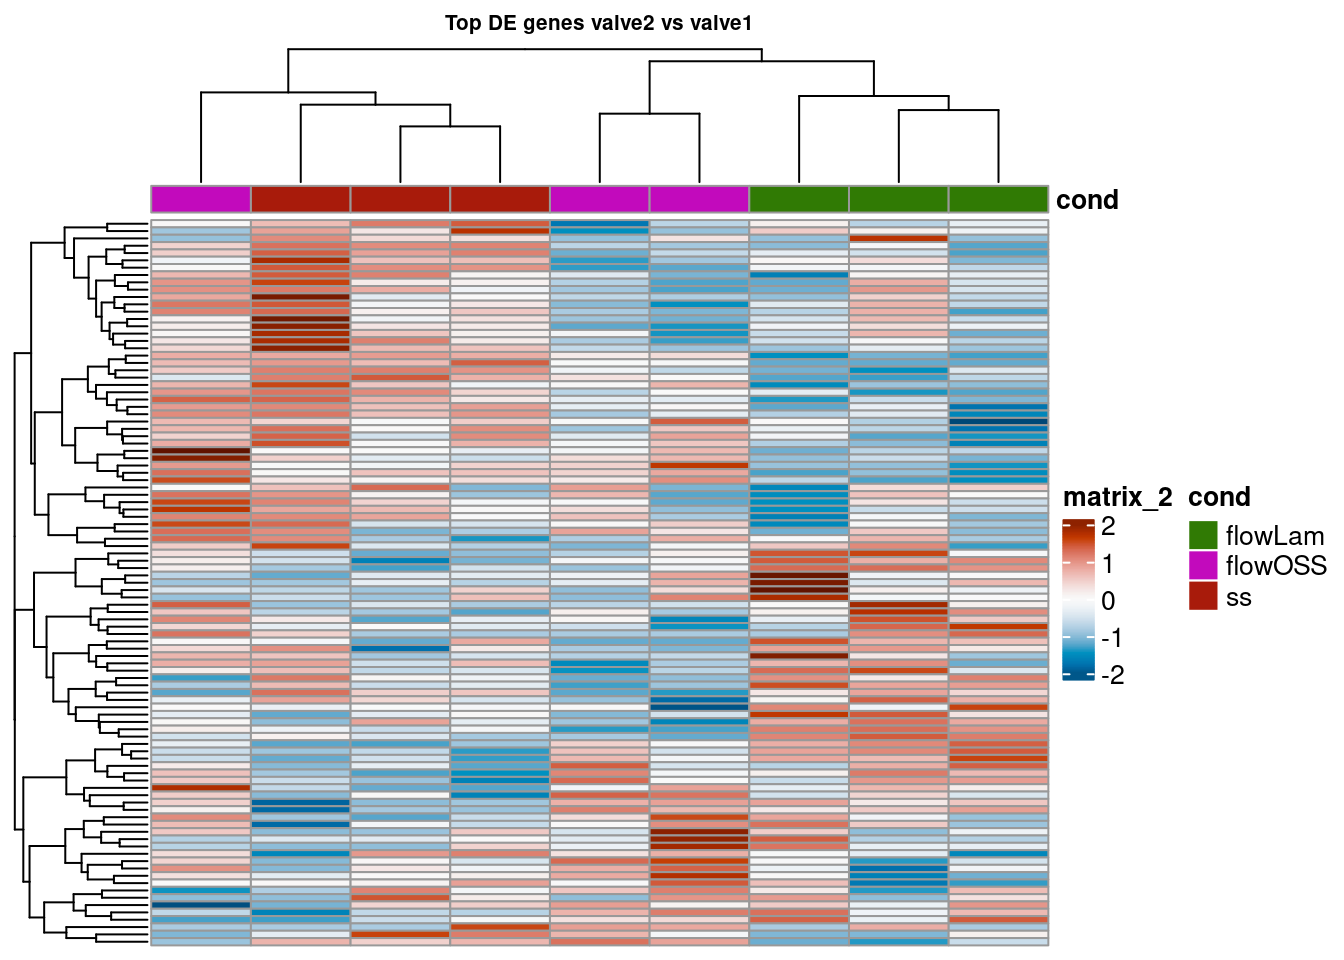 Top DE genes valve2 vs valve1
cond
matrix_2
2
1
0
-1
-2
cond
flowLam
flowOSS
ss